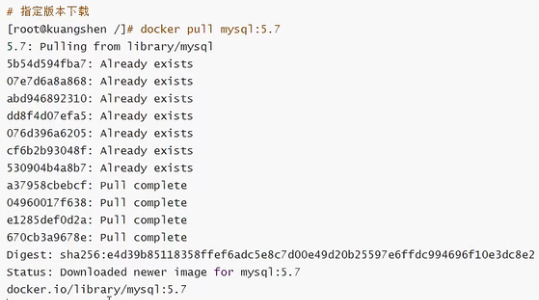 # 指定版本下载
[root@kuangshen /]# docker pull mysql:5.7
5.7: Pulling from library/mysql
5b54d594fba7: Already exists
07e7d6a8a868: Already exists
abd946892310: Already exists
dd8f4d07efa5: Already exists
076d396a6205: Already exists
cf6b2b93048f: Already exists
530904b4a8b7: Already exists
a37958cbebcf: Pull complete
04960017f638: Pull complete
e1285def0d2a: Pull complete
670cb3a9678e: Pull complete
Digest: sha256:e4d39b85118358ffef6adc5e8c7d00e49d20b25597e6ffdc994696f10e3dc8e2
Status: Downloaded newer image for mysql:5.7
docker.io/library/mysql:5.7